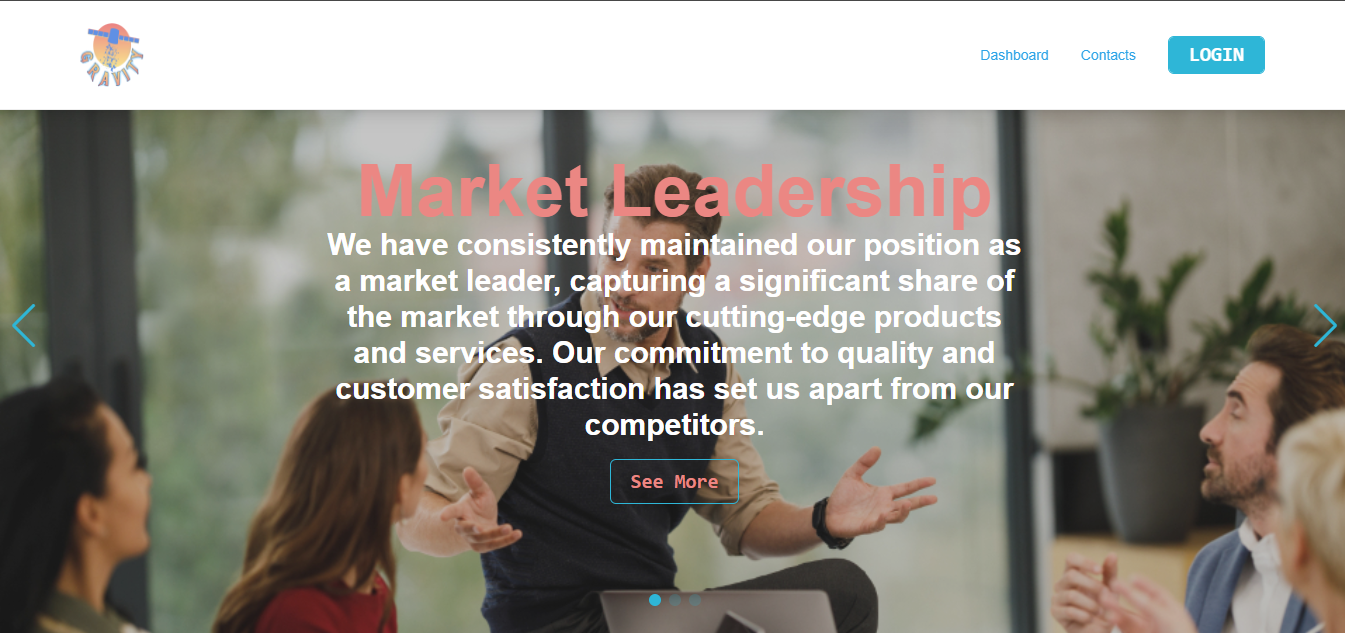 GRAVITY
Dashboard
Contacts
LOGIN
Market Leadership
We have consistently maintained our position as
a market leader, capturing a significant share of
the market through our cutting-edge products
and services. Our commitment to quality and
customer satisfaction has set us apart from our
competitors.
See More